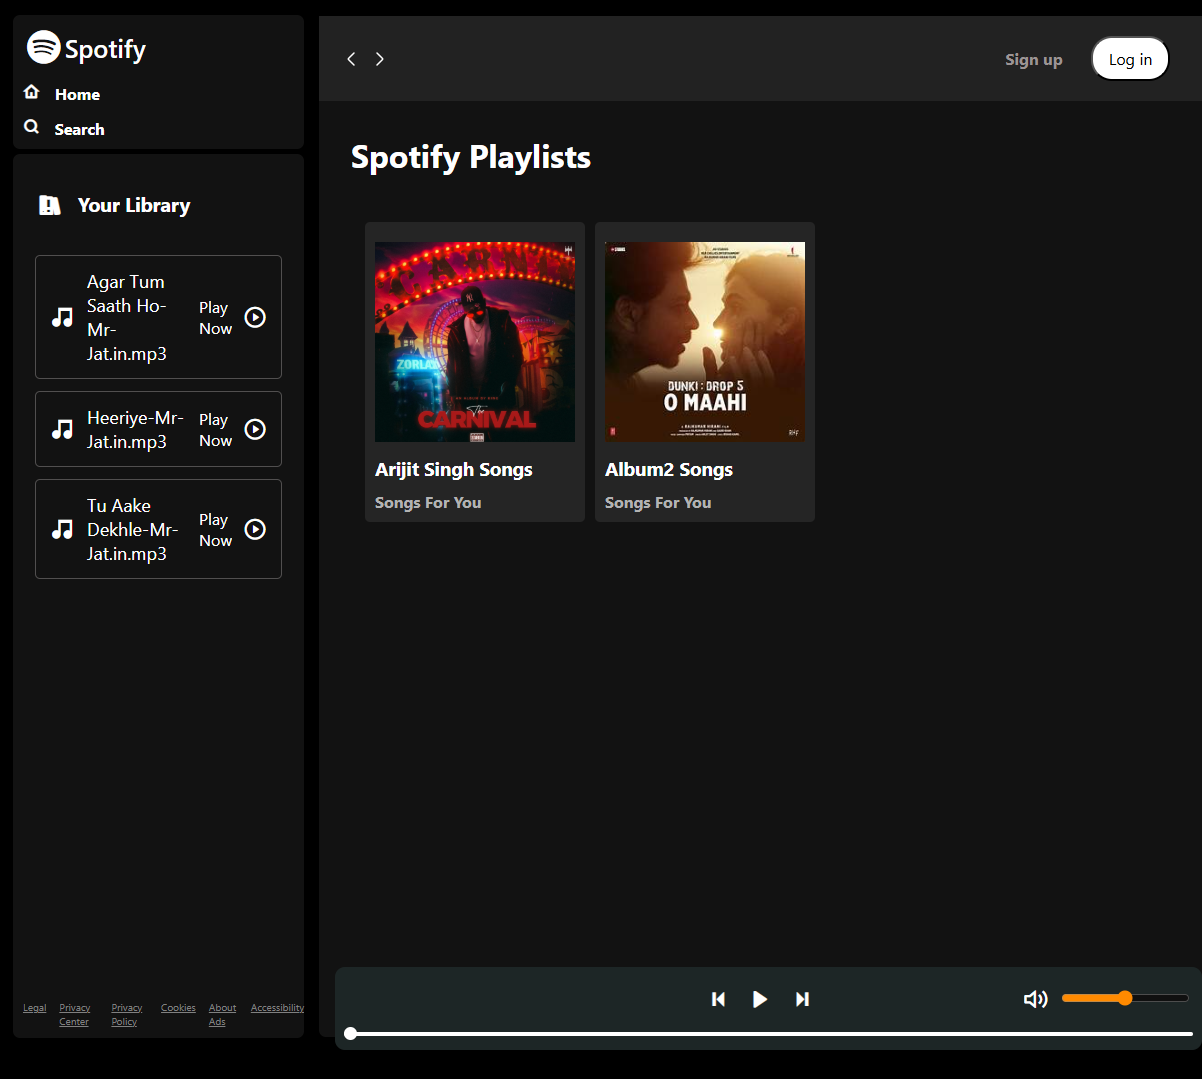 Spotify
Home
Search
Your Library
Agar Tum
Saath Ho-
Mr-
Jat.in.mp3
Play
Now
Heeriye-Mr-
Jat.in.mp3
Play
Now
Tu Aake
Dekhle-Mr-
Jat.in.mp3
Play
Now
Legal
Privacy
Center
Privacy
Policy
Cookies
About
Ads
Accessibility
Sign up
Log in
Spotify Playlists
ZORLA
The
CARNIVAL
Arijit Singh Songs
Songs For You
DUNKI : DROP 5
O MAAHI
Album2 Songs
Songs For You